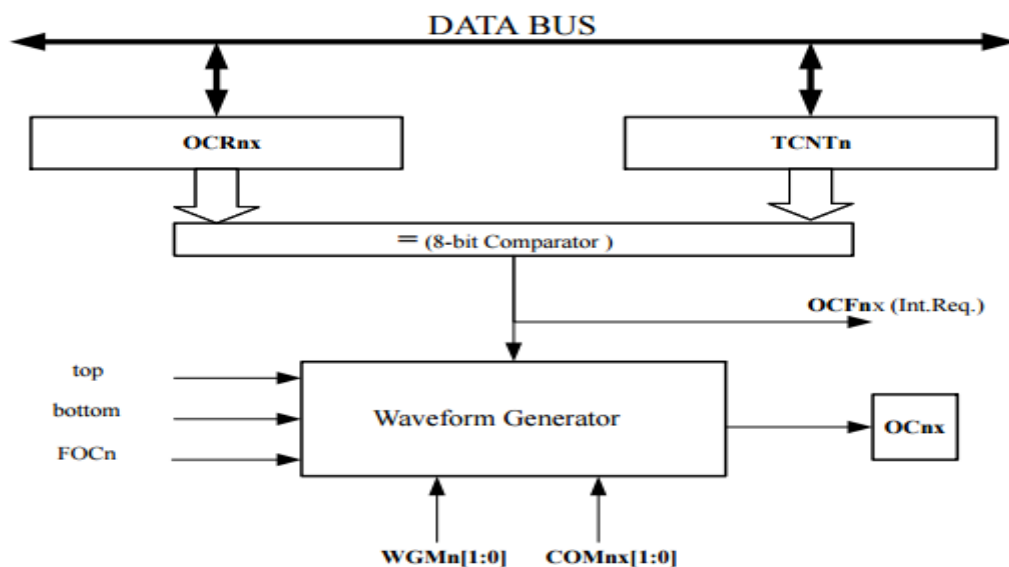 DATA BUS
OCRnx
TCNTn
= (8-bit Comparator )
OCFnx (Int.Req.)
top
bottom
FOCn
Waveform Generator
OCnx
WGMn[1:0]
COMnx[1:0]